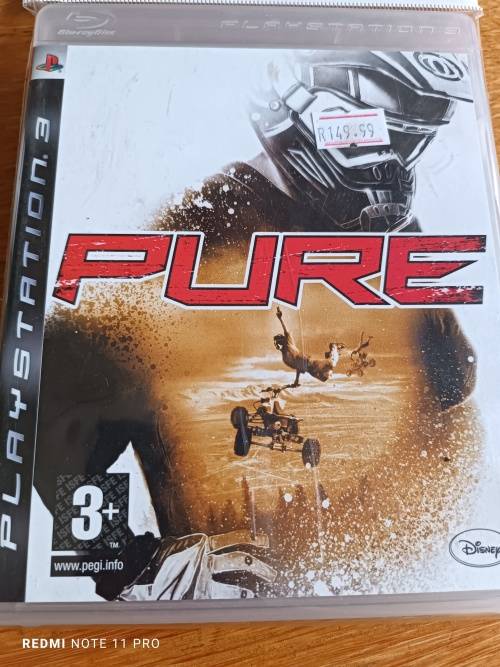 Blu-ray Disc
PLAYSTATION 3
PLAYSTATION 3
R149.99
PURE
3+
TM
www.pegi.info
Disney
REDMI NOTE 11 PRO